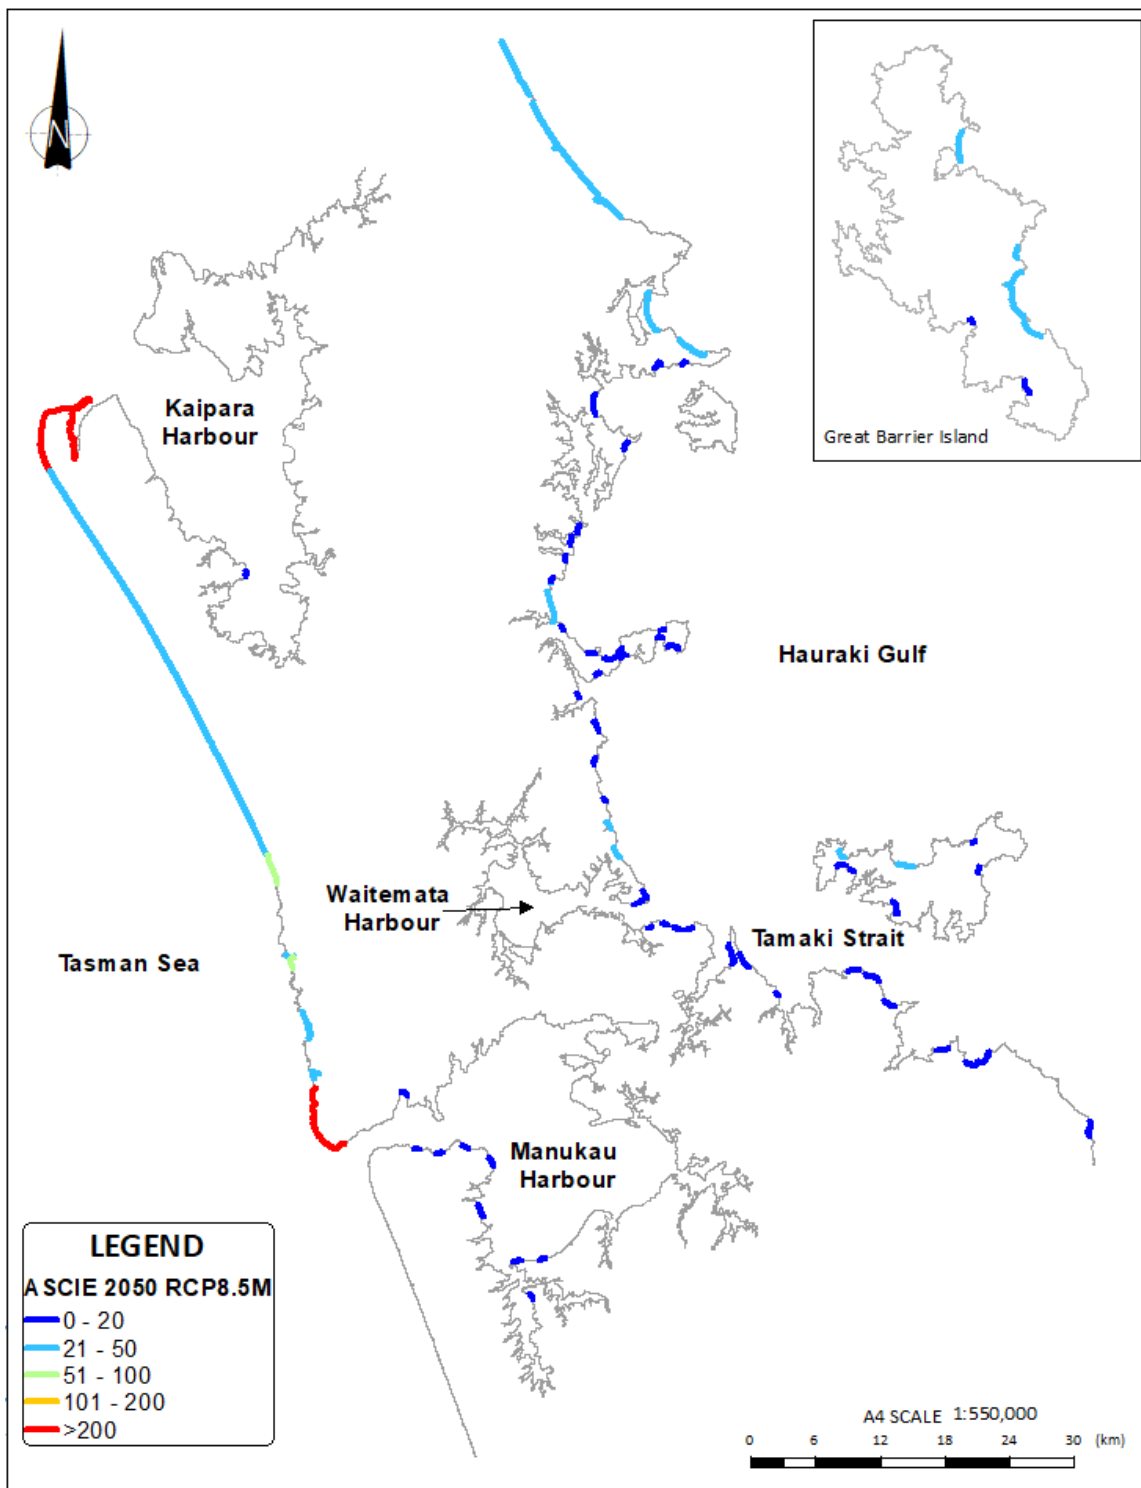 N
Great Barrier Island
Kaipara
Harbour
Hauraki Gulf
Waitemata
Harbour
Tamaki Strait
Tasman Sea
Manukau
Harbour
LEGEND
ASCIE 2050 RCP8.5M
0 - 20
21 - 50
51 - 100
101 - 200
>200
A4 SCALE 1:550,000
0 6 12 18 24 30 (km)